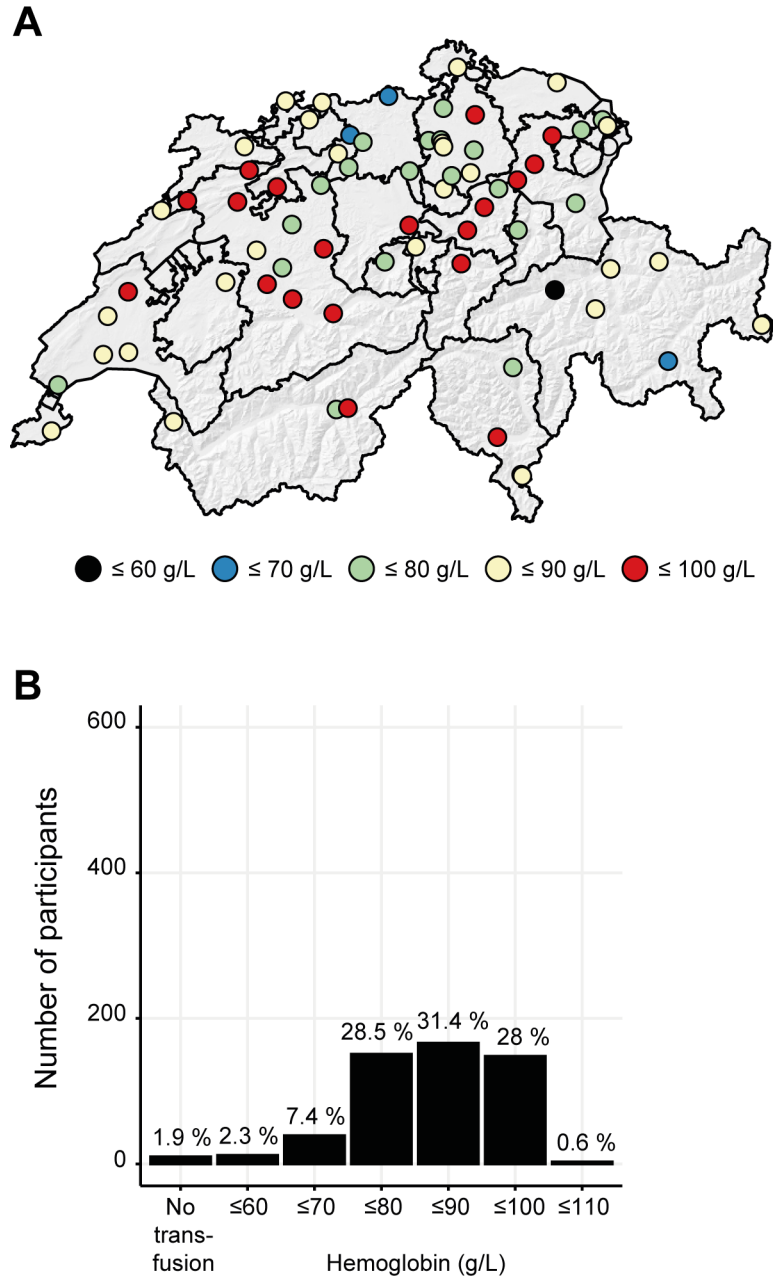 A
≤ 60 g/L ≤ 70 g/L ≤ 80 g/L ≤ 90 g/L ≤ 100 g/L
B
Number of participants
600
400
200
0
1.9 % 2.3 % 7.4 % 28.5 % 31.4 % 28 % 0.6 %
No trans-fusion ≤60 ≤70 ≤80 ≤90 ≤100 ≤110
Hemoglobin (g/L)